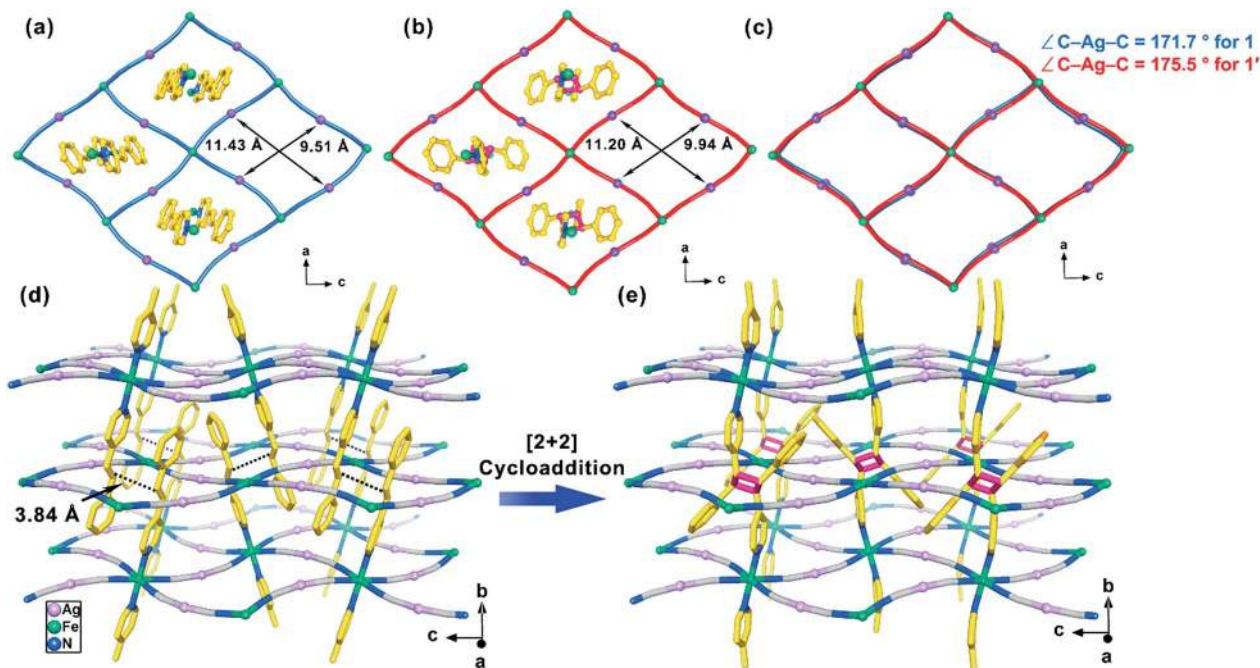 (a)
(b)
(c)
∠C–Ag–C = 171.7 ° for 1
∠C–Ag–C = 175.5 ° for 1'
11.43 Å
9.51 Å
11.20 Å
9.94 Å
a
c
a
c
a
c
(d)
(e)
[2+2]
Cycloaddition
3.84 Å
Ag
Fe
N
b
c
a
b
c
a